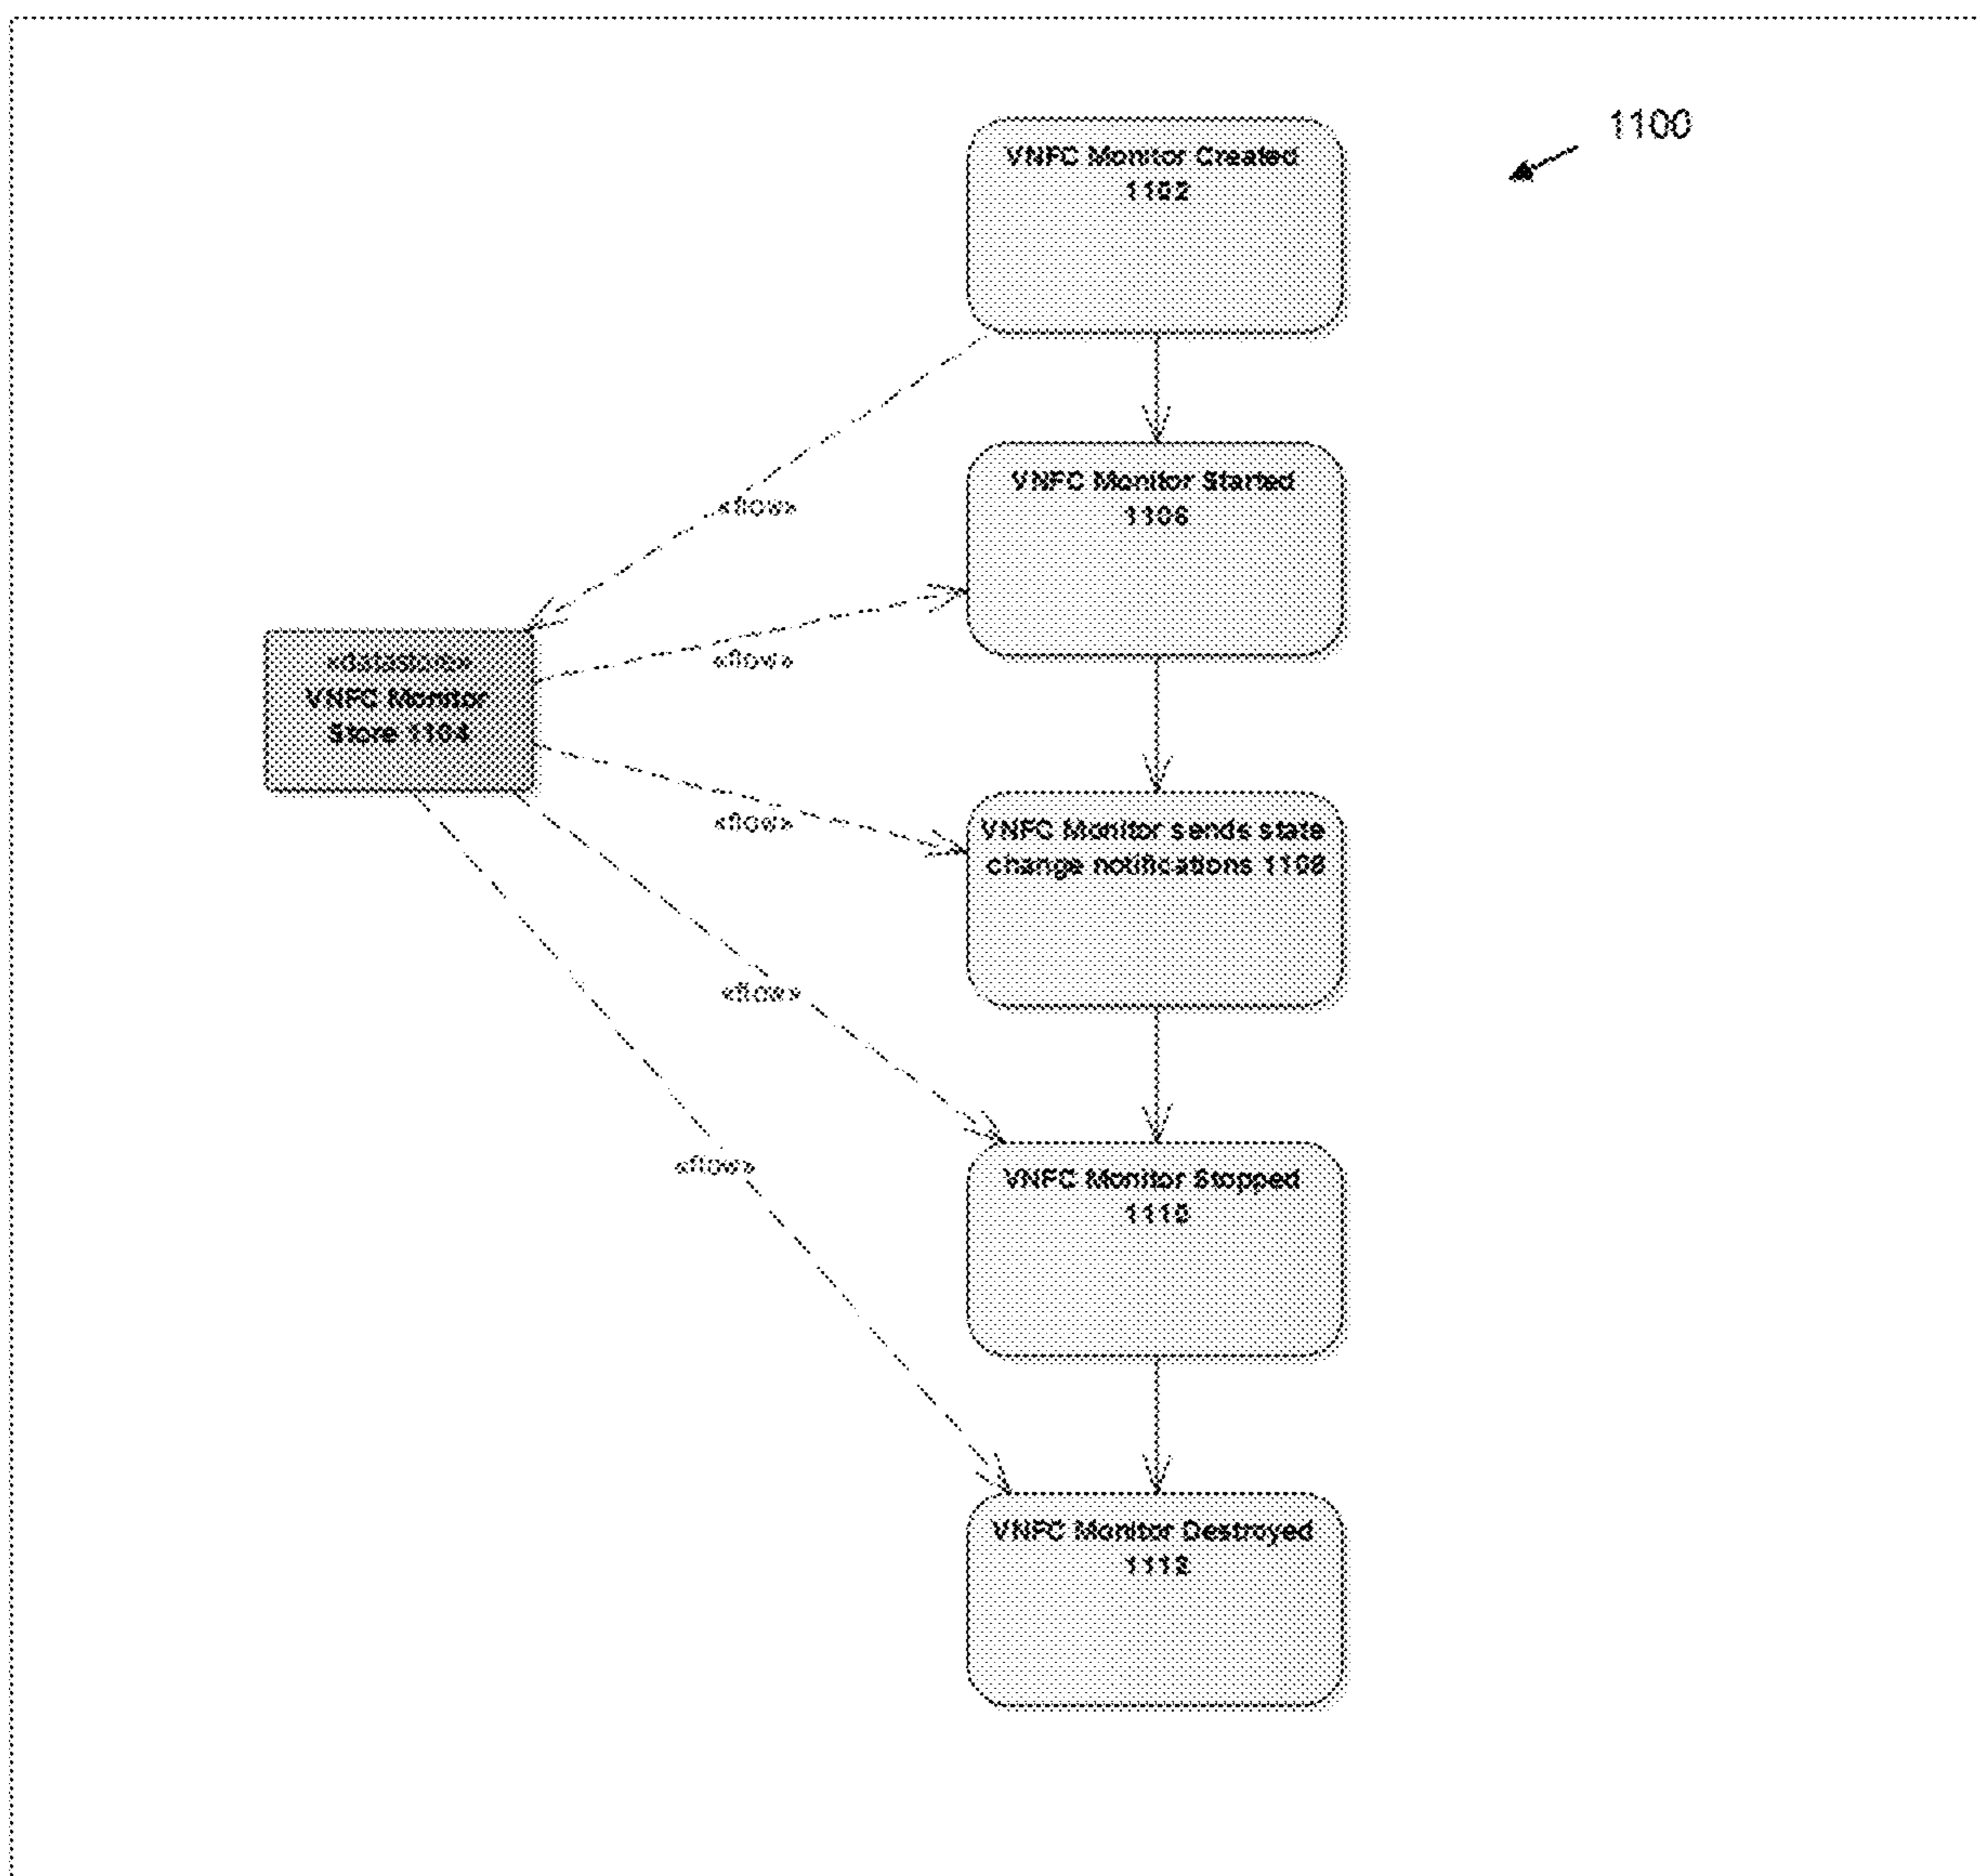 1100
VNFC Monitor Created
1102
VNFC Monitor Started
1106
«flow»
«flow»
«datastore»
VNFC Monitor
Store 1104
«flow»
VNFC Monitor sends state
change notifications 1108
«flow»
«flow»
VNFC Monitor Stopped
1110
VNFC Monitor Destroyed
1112